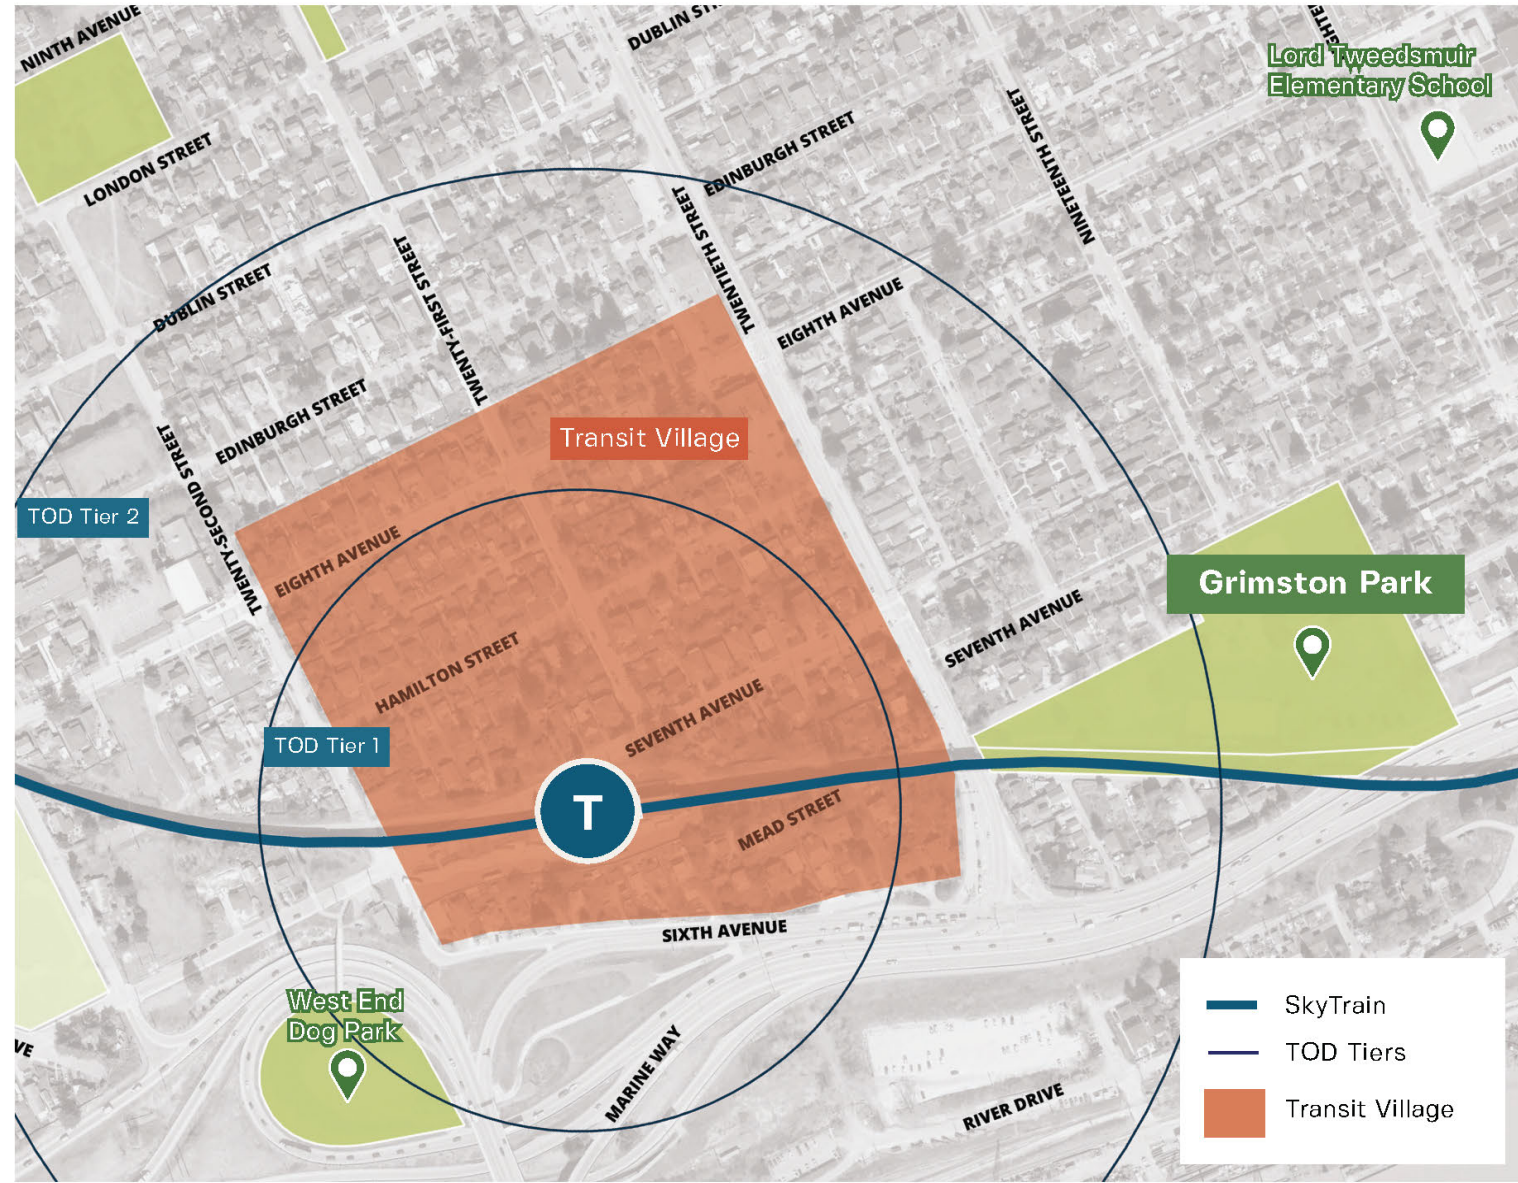 NINTH AVENUE
DUBLIN
Lord Tweedsmuir
Elementary School
LONDON STREET
EDINBURGH STREET
NINETEENTH STREET
DUBLIN STREET
TWENTY-FIRST STREET
TWENTIETH STREET
EIGHTH AVENUE
EDINBURGH STREET
Transit Village
TWENTY-SECOND STREET
TOD Tier 2
EIGHTH AVENUE
Grimston Park
SEVENTH AVENUE
HAMILTON STREET
SEVENTH AVENUE
TOD Tier 1
T
MEAD STREET
SIXTH AVENUE
West End
Dog Park
VE
MARINE WAY
RIVER DRIVE
SkyTrain
TOD Tiers
Transit Village